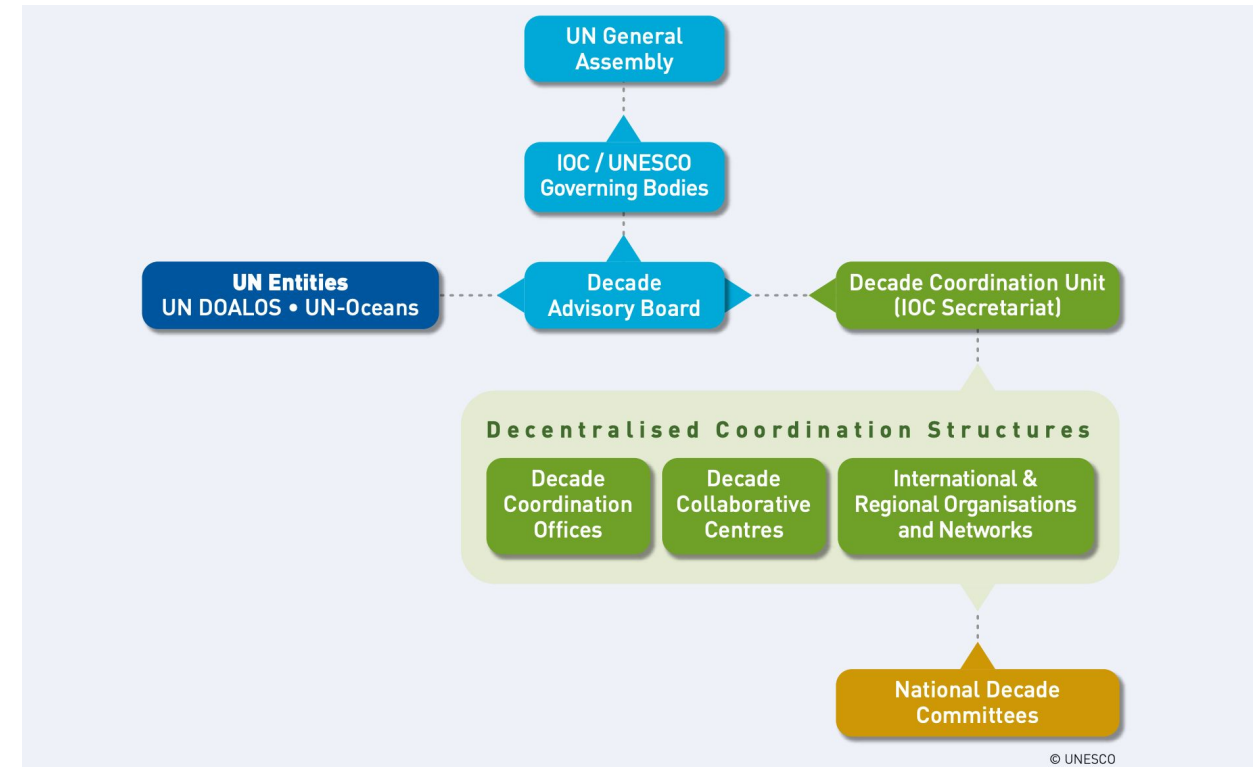 UN General
Assembly
IOC / UNESCO
Governing Bodies
UN Entities
UN DOALOS • UN-Oceans
Decade
Advisory Board
Decade Coordination Unit
(IOC Secretariat)
Decentralised Coordination Structures
Decade
Coordination
Offices
Decade
Collaborative
Centres
International &
Regional Organisations
and Networks
National Decade
Committees
© UNESCO